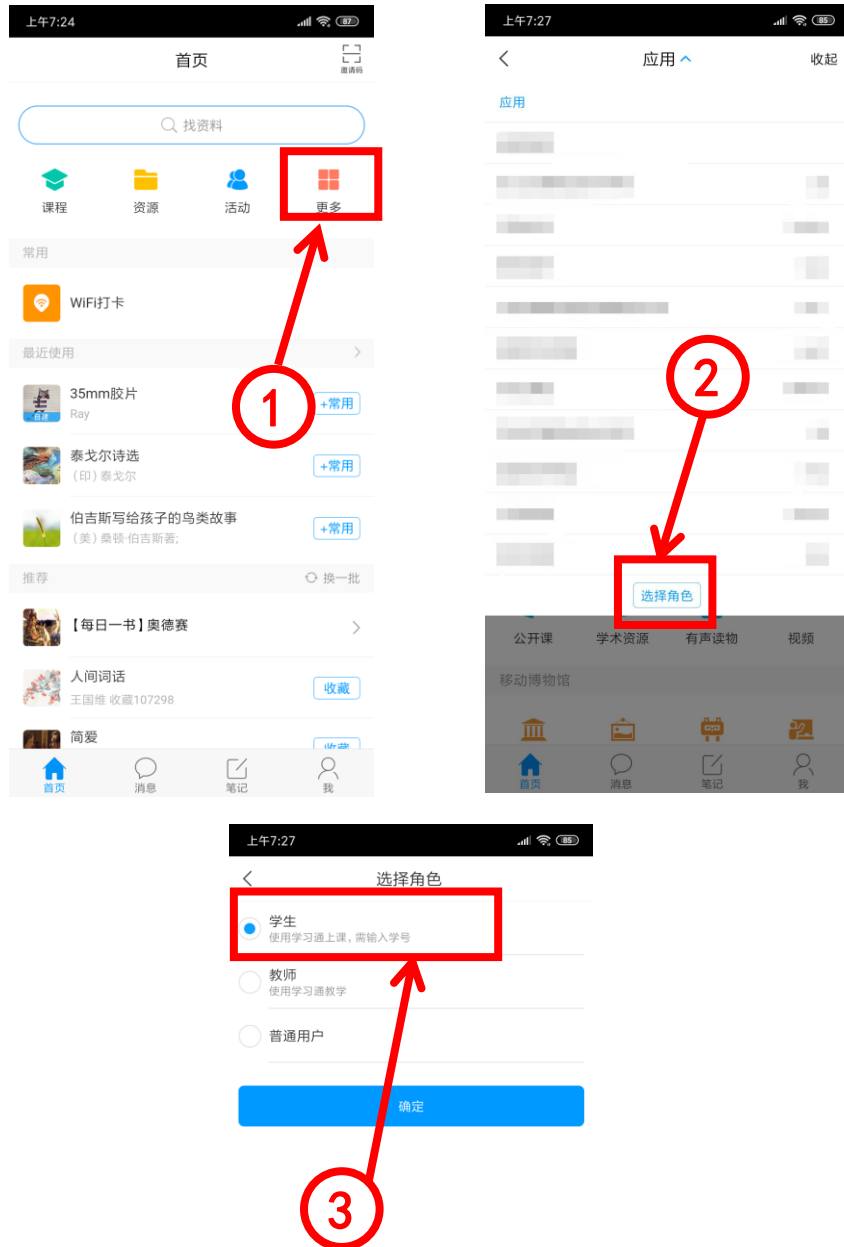 上午7:24
87
首页
邀请码
找资料
课程
资源
活动
更多
常用
WiFi打卡
最近使用
35mm胶片
Ray
+常用
泰戈尔诗选
（印）泰戈尔
+常用
伯吉斯写给孩子的鸟类故事
（美）桑顿·伯吉斯著;
+常用
推荐
换一批
【每日一书】奥德赛
人间词话
王国维 收藏107298
收藏
简爱
收藏
首页
消息
笔记
我
1
上午7:27
85
应用
收起
应用
选择角色
公开课
学术资源
有声读物
视频
移动博物馆
首页
消息
笔记
我
2
上午7:27
85
选择角色
学生
使用学习通上课，需输入学号
教师
使用学习通教学
普通用户
确定
3